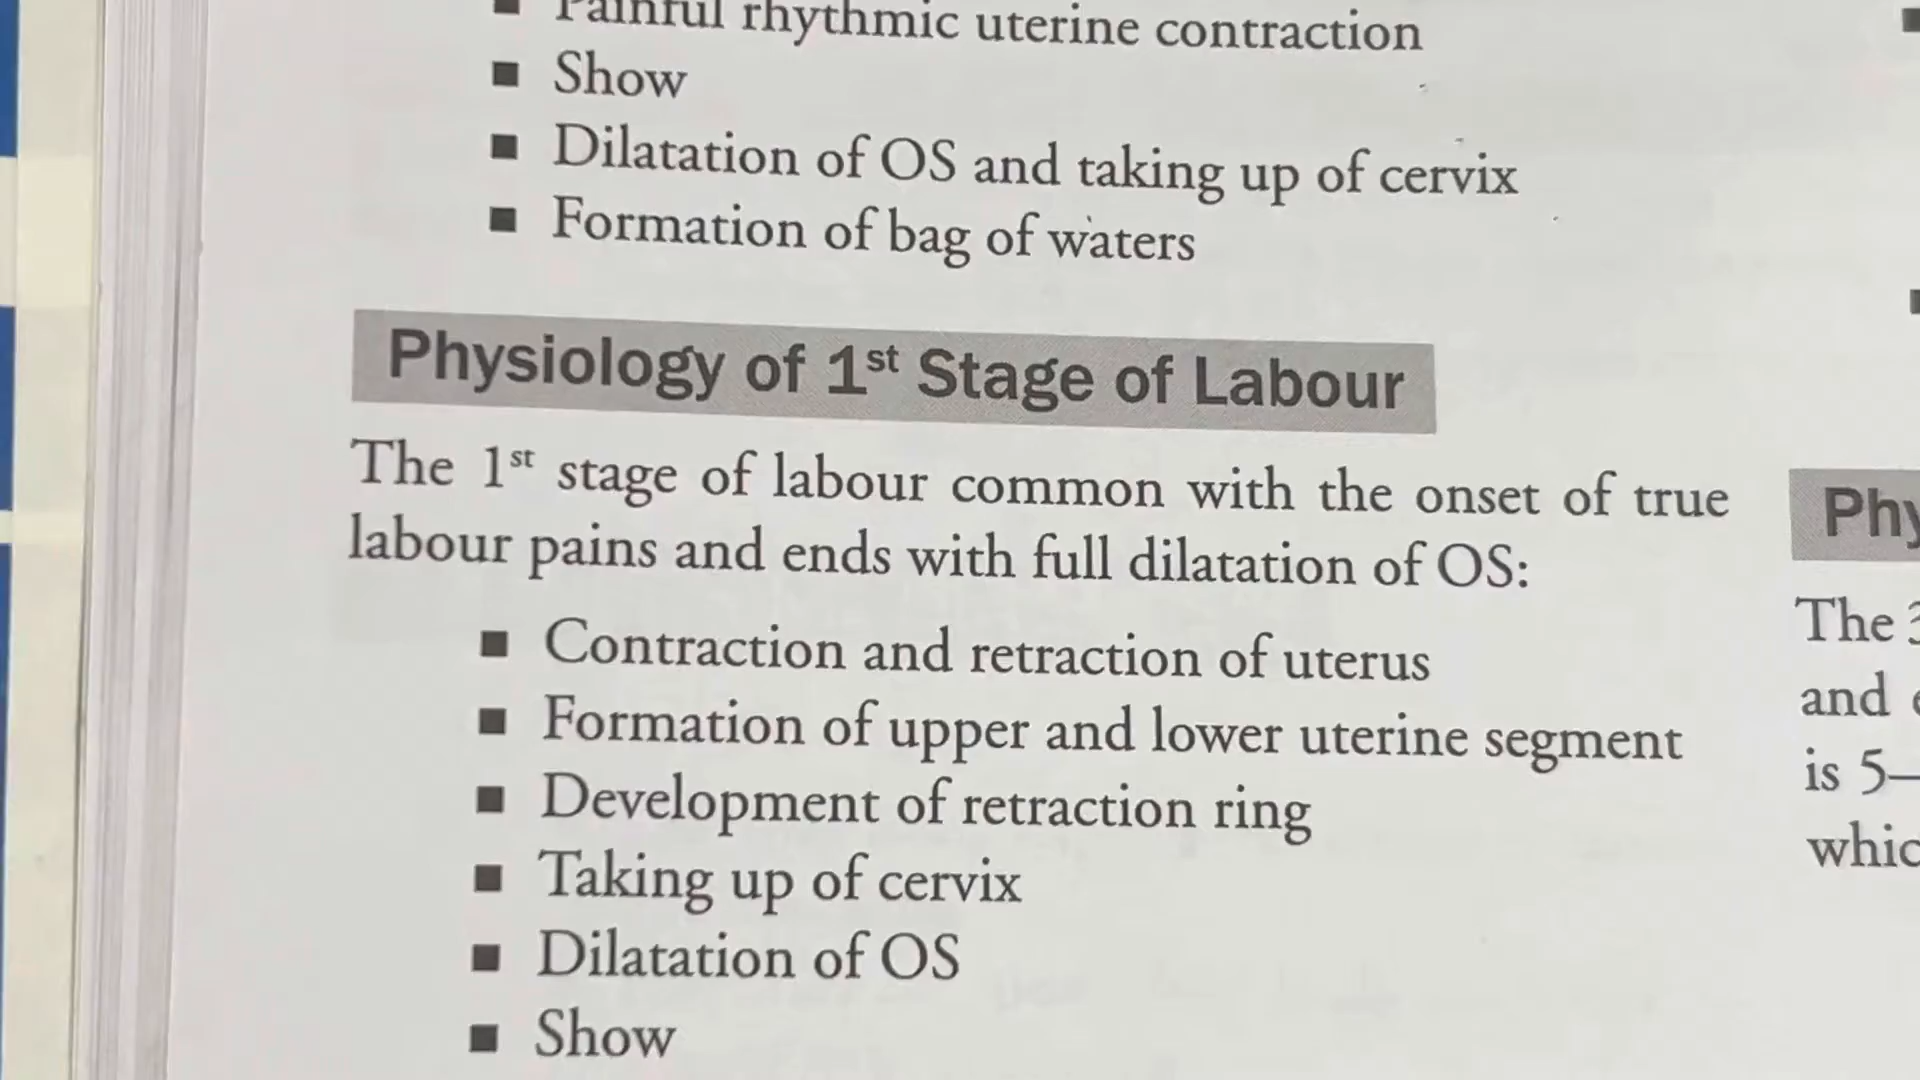 Painful rhythmic uterine contraction
■ Show
■ Dilatation of OS and taking up of cervix
■ Formation of bag of waters
Physiology of 1st Stage of Labour
The 1st stage of labour common with the onset of true
labour pains and ends with full dilatation of OS:
■ Contraction and retraction of uterus
■ Formation of upper and lower uterine segment
■ Development of retraction ring
■ Taking up of cervix
■ Dilatation of OS
■ Show
The
and
is 5–